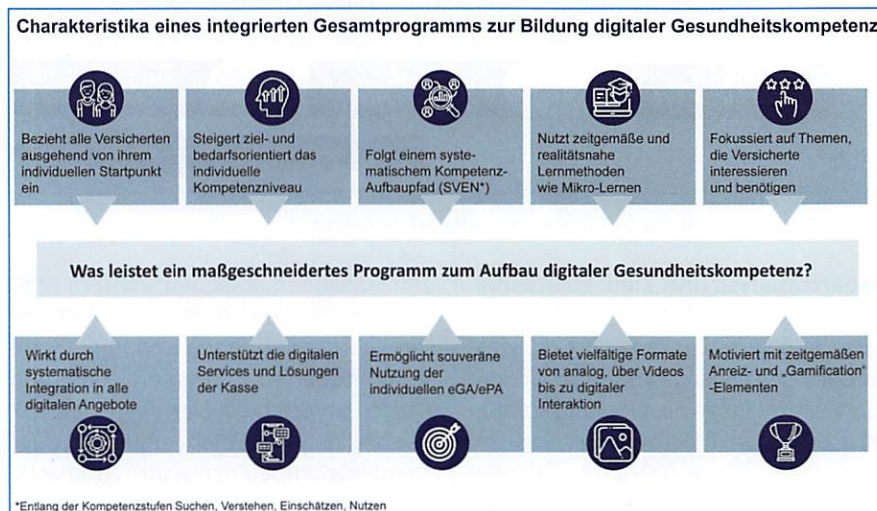 Charakteristika eines integrierten Gesamtprogramms zur Bildung digitaler Gesundheitskompetenz
Bezieht alle Versicherten
ausgehend von ihrem
individuellen Startpunkt
ein
Steigert ziel- und
bedarfsorientiert das
individuelle
Kompetenzniveau
Folgt einem syste-
matischem Kompetenz-
Aufbaupfad (SVEN*)
Nutzt zeitgemäße und
realitätsnahe
Lernmethoden
wie Mikro-Lernen
Fokussiert auf Themen,
die Versicherte
interessieren
und benötigen
Was leistet ein maßgeschneidertes Programm zum Aufbau digitaler Gesundheitskompetenz?
Wirkt durch
systematische
Integration in alle
digitalen Angebote
Unterstützt die digitalen
Services und Lösungen
der Kasse
Ermöglicht souveräne
Nutzung der
individuellen eGA/ePA
Bietet vielfältige Formate
von analog, über Videos
bis zu digitaler
Interaktion
Motiviert mit zeitgemäßen
Anreiz- und „Gamification“
-Elementen
*Entlang der Kompetenzstufen Suchen, Verstehen, Einschätzen, Nutzen